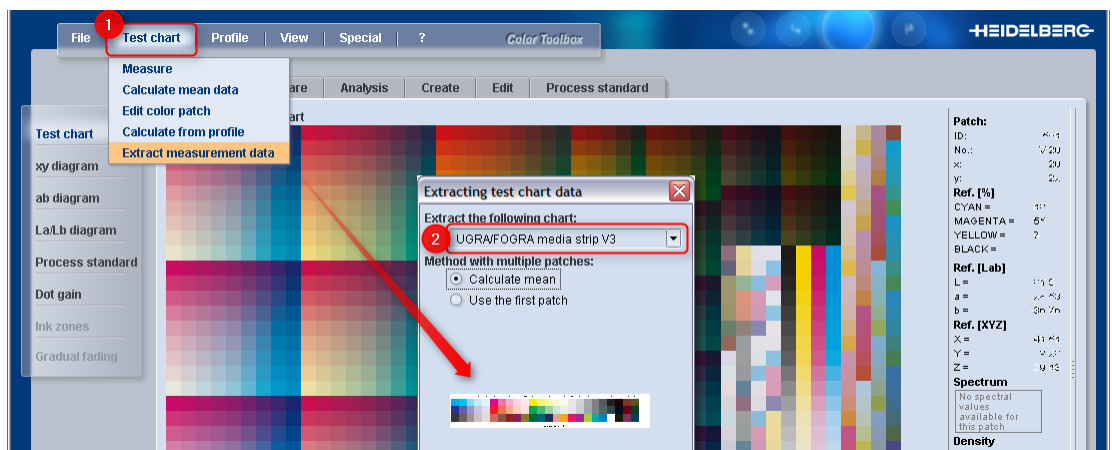 1
File | Test chart | Profile | View | Special | ? Color Toolbox
HEIDELBERG
Measure
Calculate mean data
Edit color patch
Calculate from profile
Extract measurement data
Analysis Create Edit Process standard
Test chart
xy diagram
ab diagram
La/Lb diagram
Process standard
Dot gain
Ink zones
Gradual fading
Extracting test chart data
Extract the following chart:
2 UGRA/FOGRA media strip V3
Method with multiple patches:
Calculate mean
Use the first patch
Patch:
ID:
No.:
x:
y:
Ref. [%]
CYAN =
MAGENTA =
YELLOW =
BLACK =
Ref. [Lab]
L =
a =
b =
Ref. [XYZ]
X =
Y =
Z =
Spectrum
No spectral
values
available for
this patch
Density